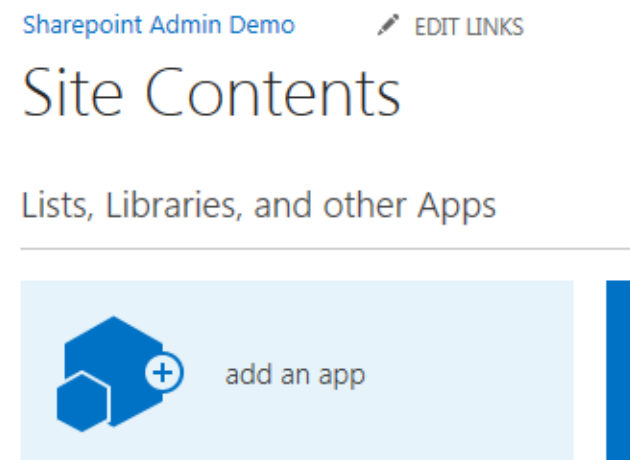 Sharepoint Admin Demo EDIT LINKS
Site Contents
Lists, Libraries, and other Apps
add an app